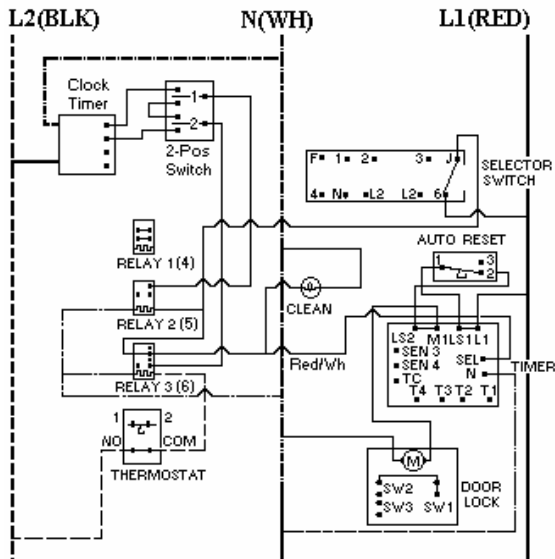 L2(BLK) N(WH) L1(RED)
Clock
Timer
1
2
2-Pos
Switch
F 1 2 3 J
4 N L2 L2 6
SELECTOR
SWITCH
RELAY 1 (4)
AUTO RESET
1 3
2
RELAY 2 (5)
CLEAN
LS2 M1 LS1 L1
SEN 3
SEN 4
TC
SEL
N
TIMER
T4 T3 T2 T1
Red/Wh
RELAY 3 (6)
1 2
NO COM
THERMOSTAT
M
SW2
SW3 SW1
DOOR
LOCK